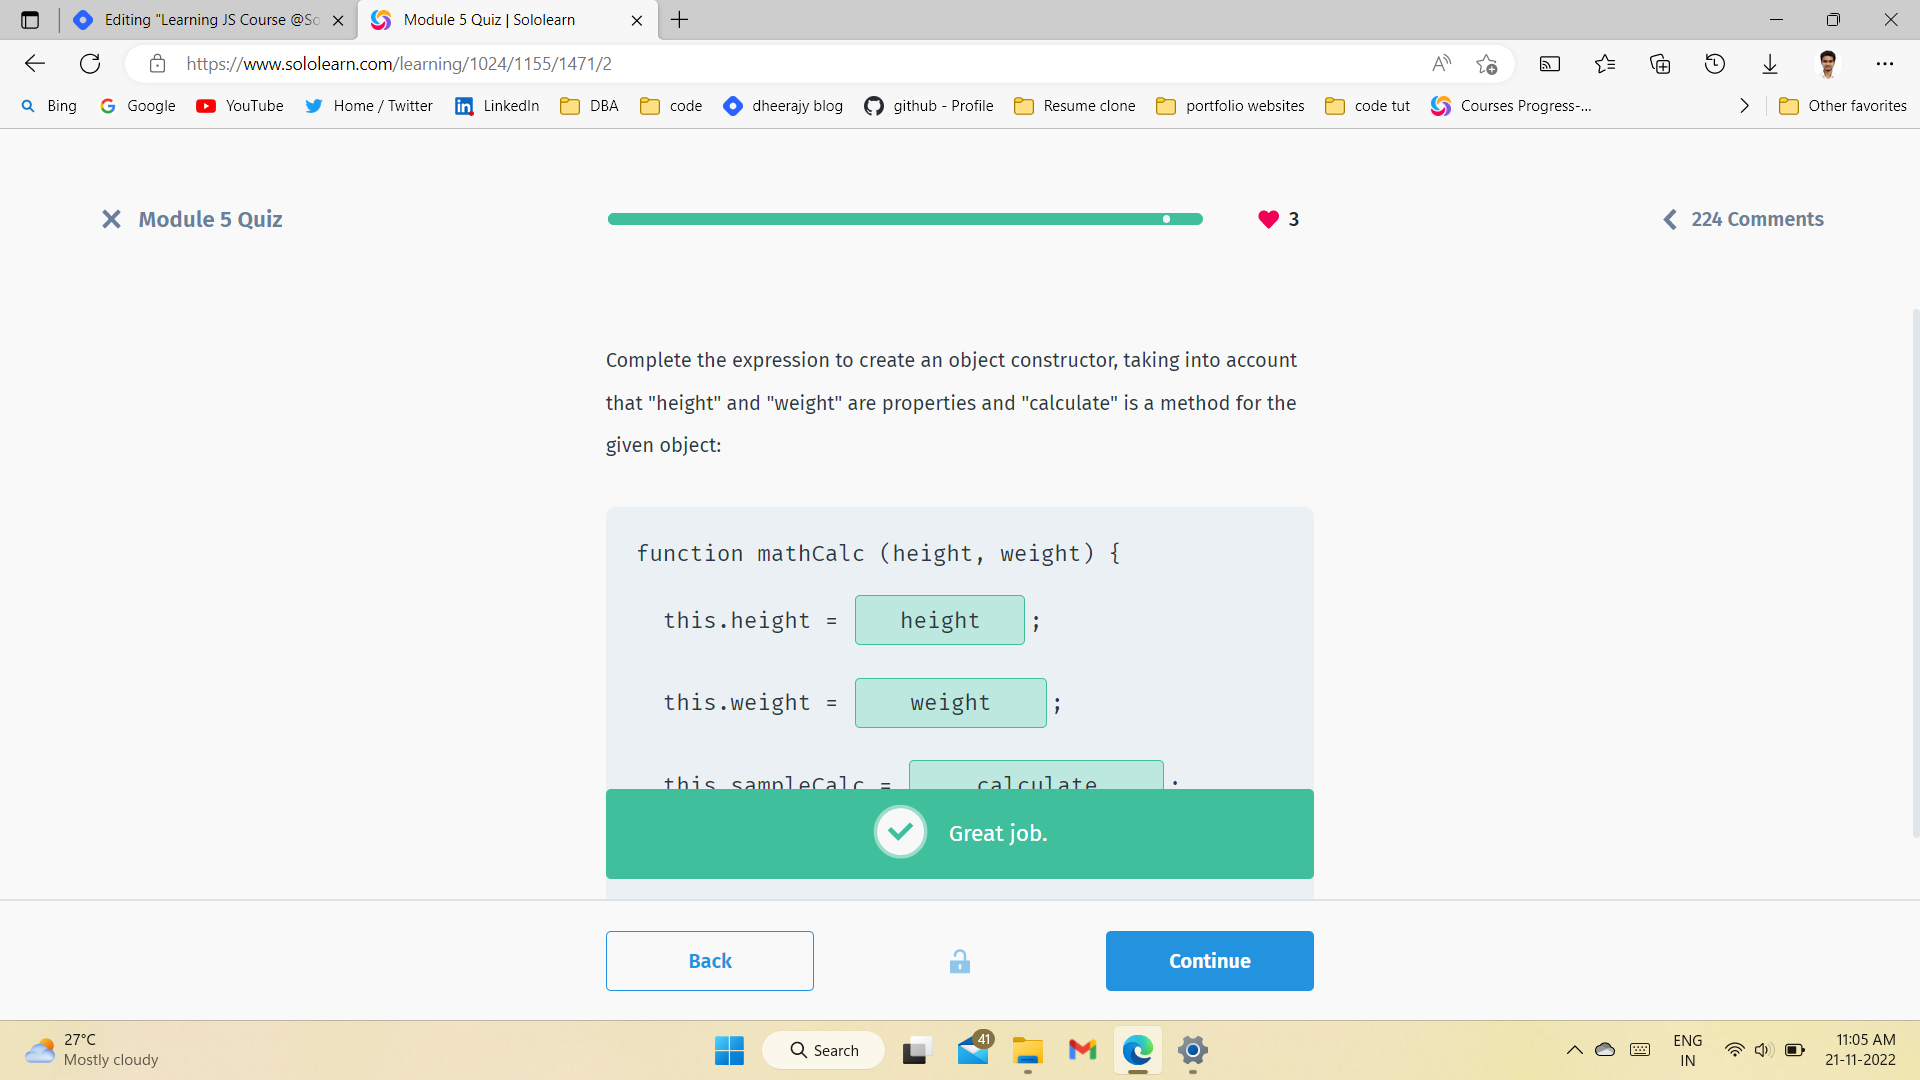 Editing "Learning JS Course @So
Module 5 Quiz | Sololearn
https://www.sololearn.com/learning/1024/1155/1471/2
Bing Google YouTube Home / Twitter LinkedIn DBA code dheerajy blog github - Profile Resume clone portfolio websites code tut Courses Progress-... Other favorites
Module 5 Quiz
3
224 Comments
Complete the expression to create an object constructor, taking into account
that "height" and "weight" are properties and "calculate" is a method for the
given object:
function mathCalc (height, weight) {
this.height = height ;
this.weight = weight ;
this.sampleCalc = calculate ;
Great job.
Back
Continue
27°C
Mostly cloudy
Search
41
ENG
IN
11:05 AM
21-11-2022